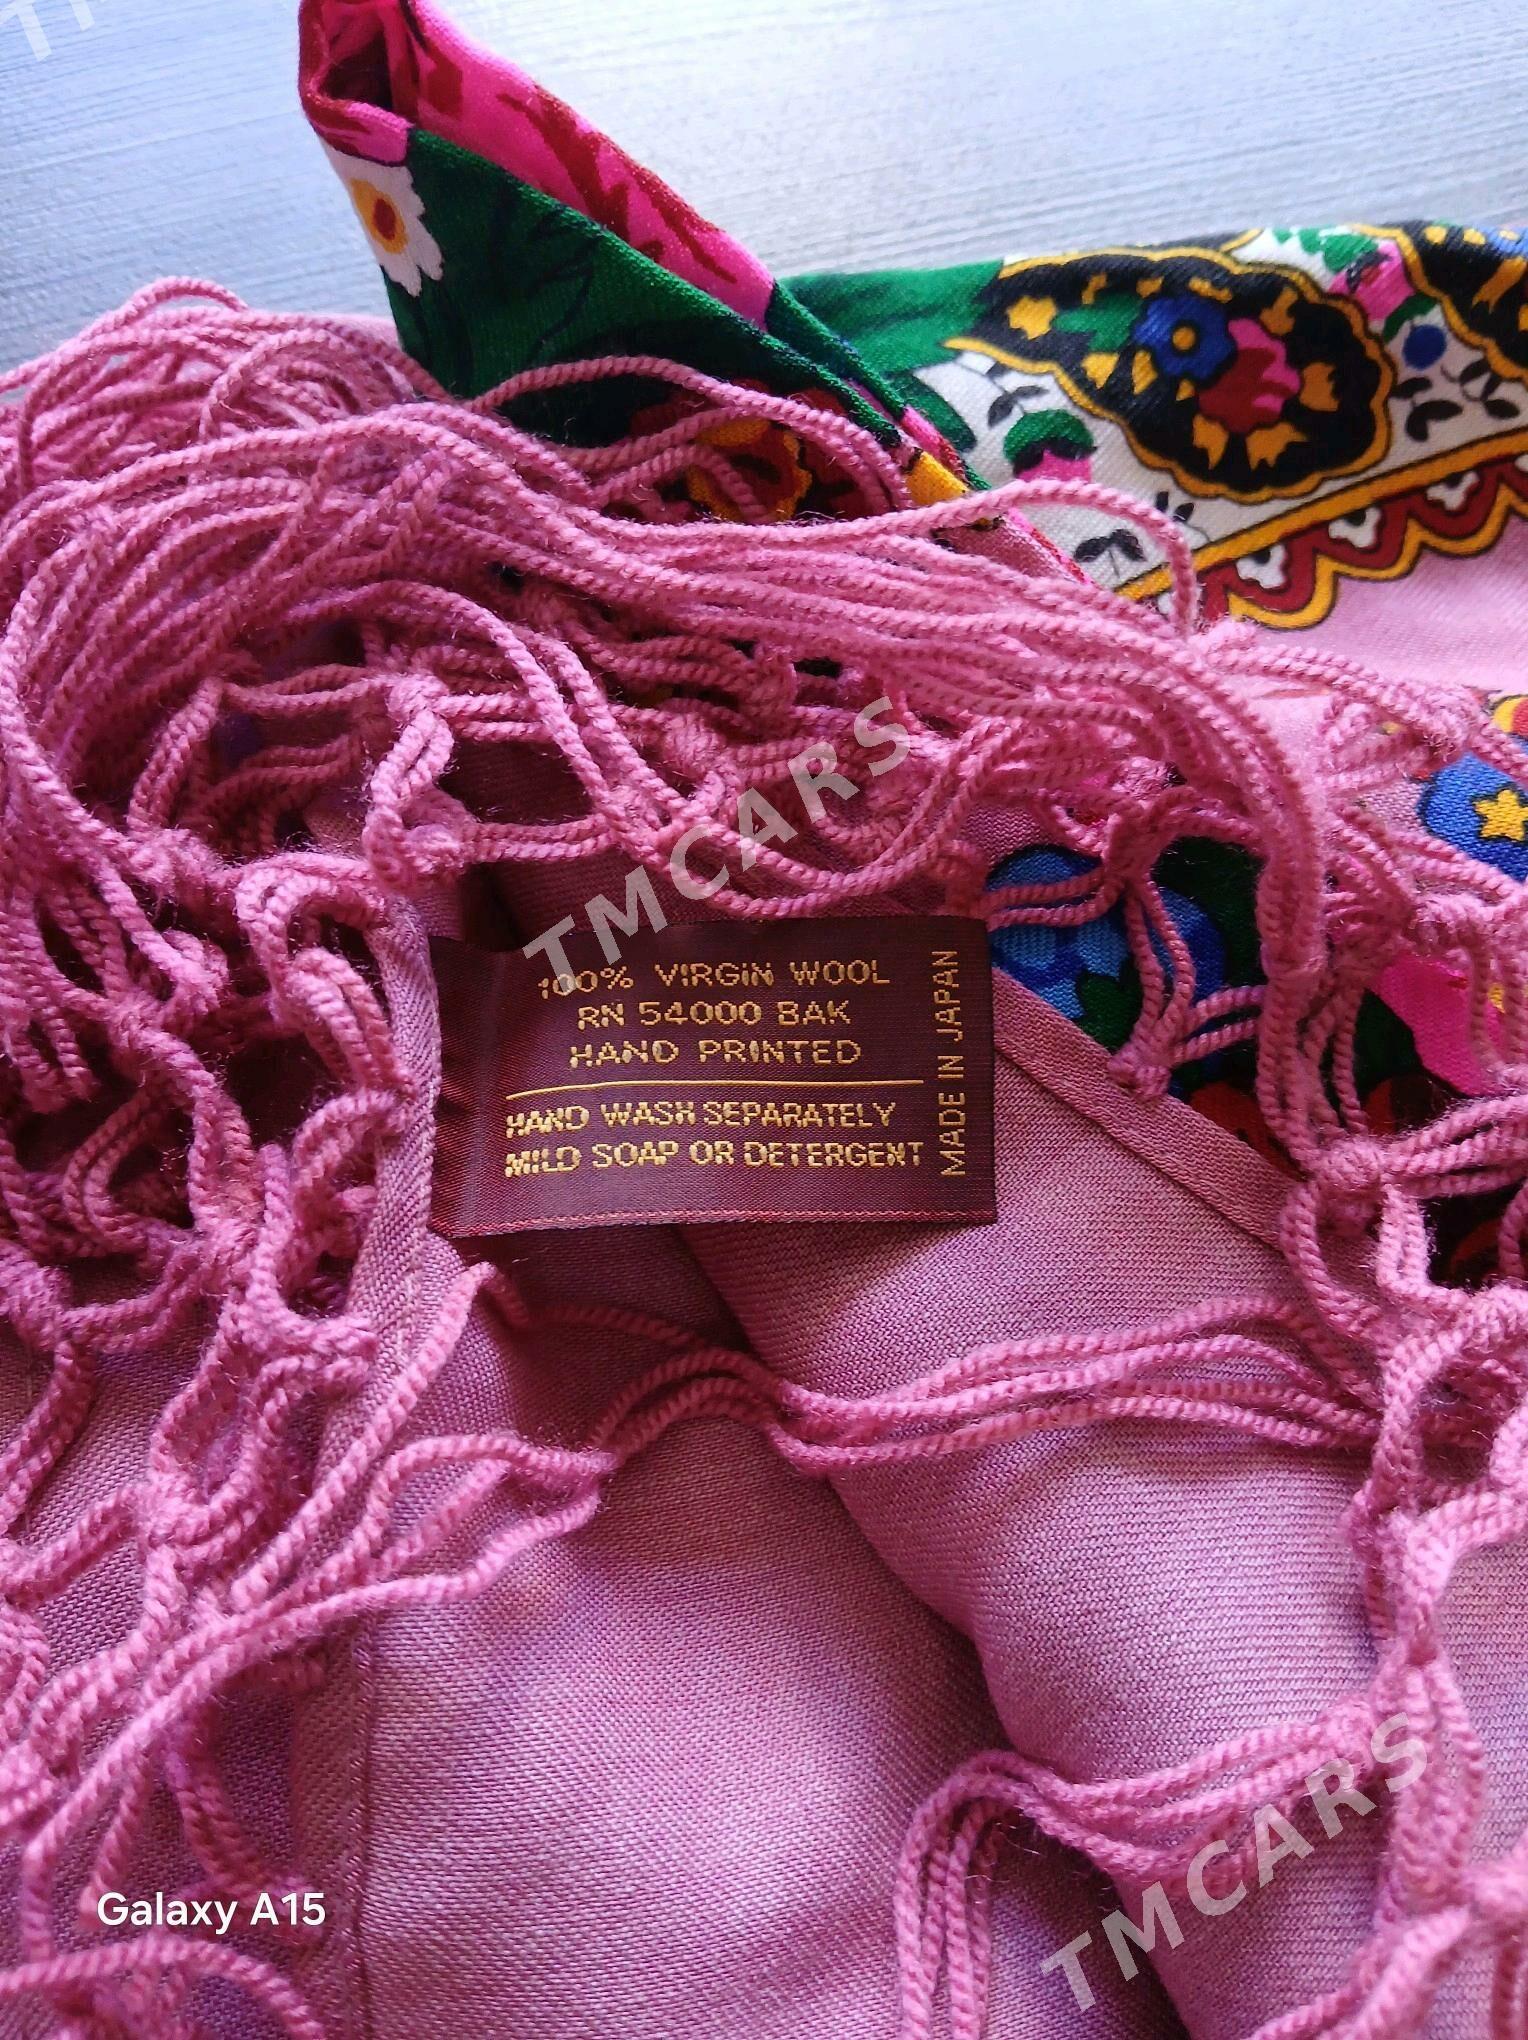 TMCARS
100% VIRGIN WOOL
RN 54000 BAK
HAND PRINTED
HAND WASH SEPARATELY
MILD SOAP OR DETERGENT
MADE IN JAPAN
TMCARS
Galaxy A15